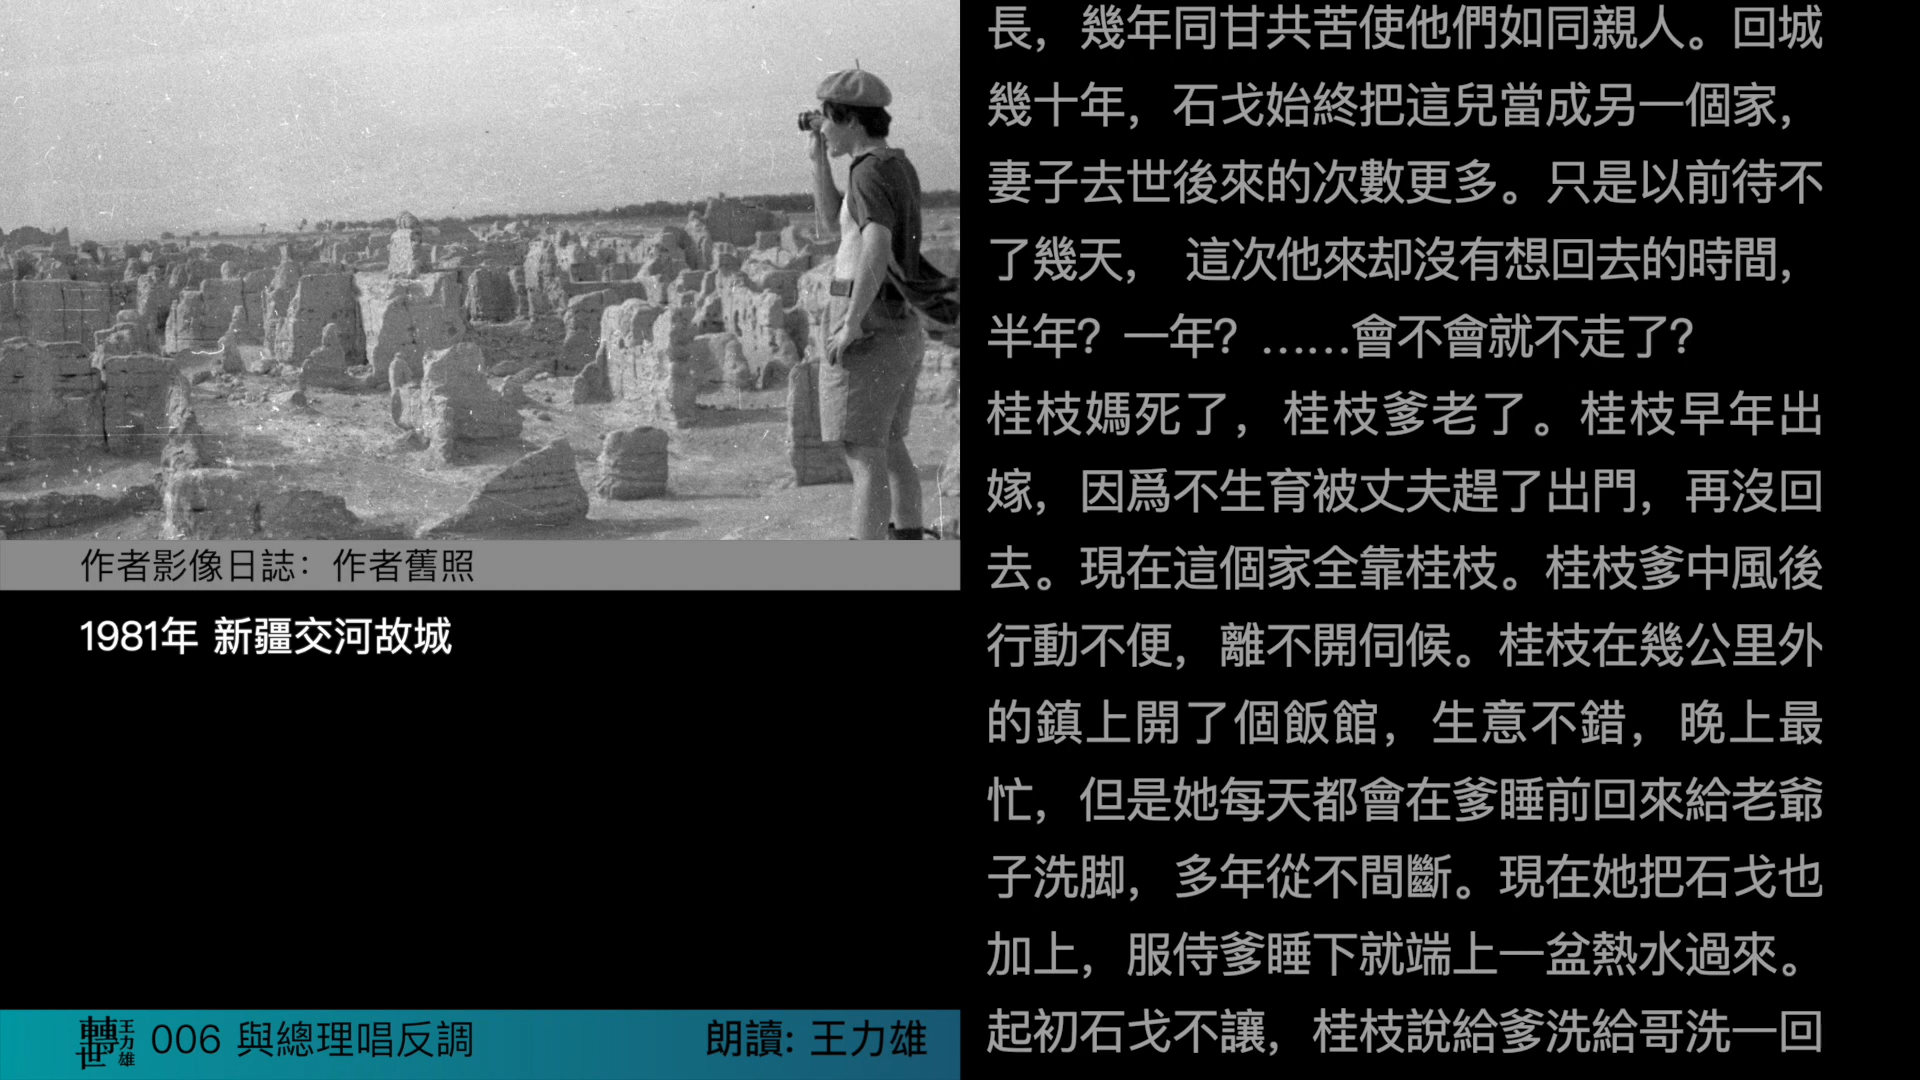 作者影像日誌：作者舊照
1981年 新疆交河故城
轉世
王力雄
006 與總理唱反調
朗讀: 王力雄
長，幾年同甘共苦使他們如同親人。回城
幾十年，石戈始終把這兒當成另一個家，
妻子去世後來的次數更多。只是以前待不
了幾天， 這次他來却沒有想回去的時間，
半年？一年？……會不會就不走了？
桂枝媽死了，桂枝爹老了。桂枝早年出
嫁，因爲不生育被丈夫趕了出門，再沒回
去。現在這個家全靠桂枝。桂枝爹中風後
行動不便，離不開伺候。桂枝在幾公里外
的鎮上開了個飯館，生意不錯，晚上最
忙，但是她每天都會在爹睡前回來給老爺
子洗脚，多年從不間斷。現在她把石戈也
加上，服侍爹睡下就端上一盆熱水過來。
起初石戈不讓，桂枝說給爹洗給哥洗一回